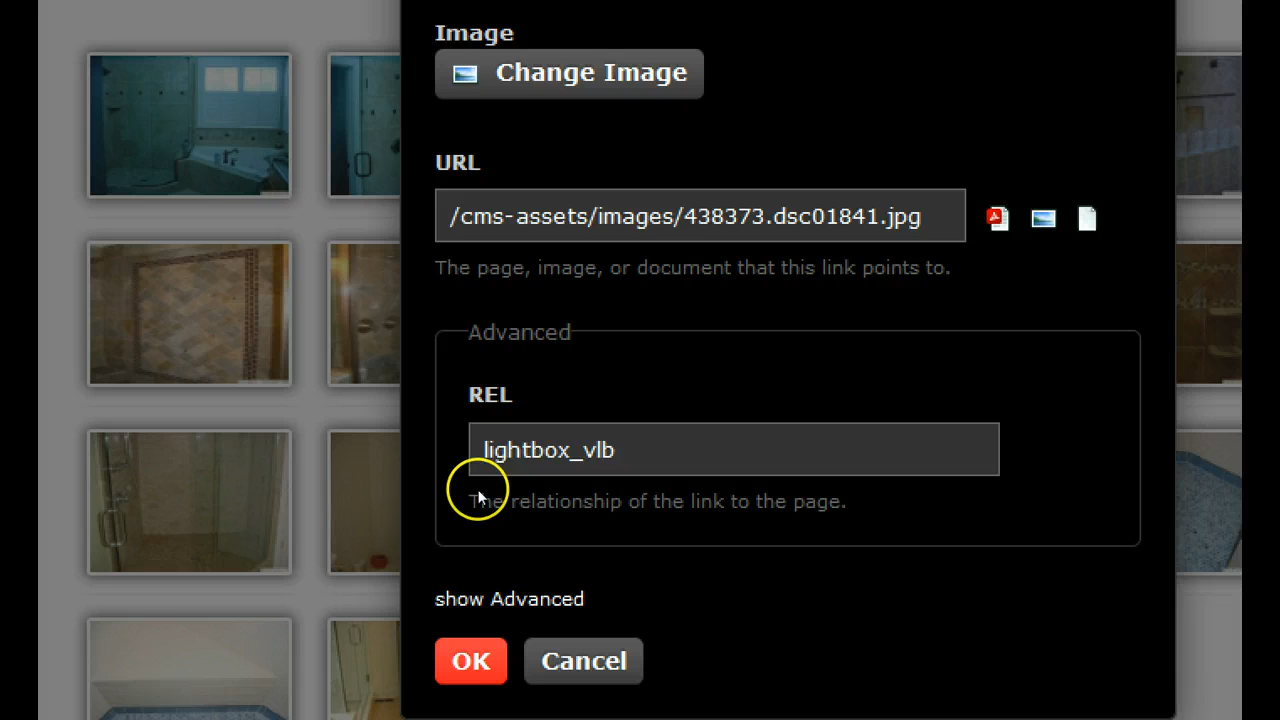 Image
Change Image
URL
/cms-assets/images/438373.dsc01841.jpg
The page, image, or document that this link points to.
Advanced
REL
lightbox_vlb
The relationship of the link to the page.
show Advanced
OK
Cancel